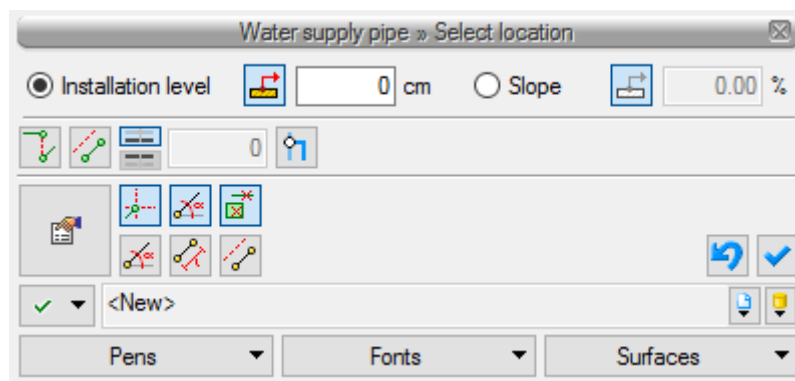 Water supply pipe » Select location
Installation level 0 cm Slope 0.00 %
0
<New>
Pens Fonts Surfaces